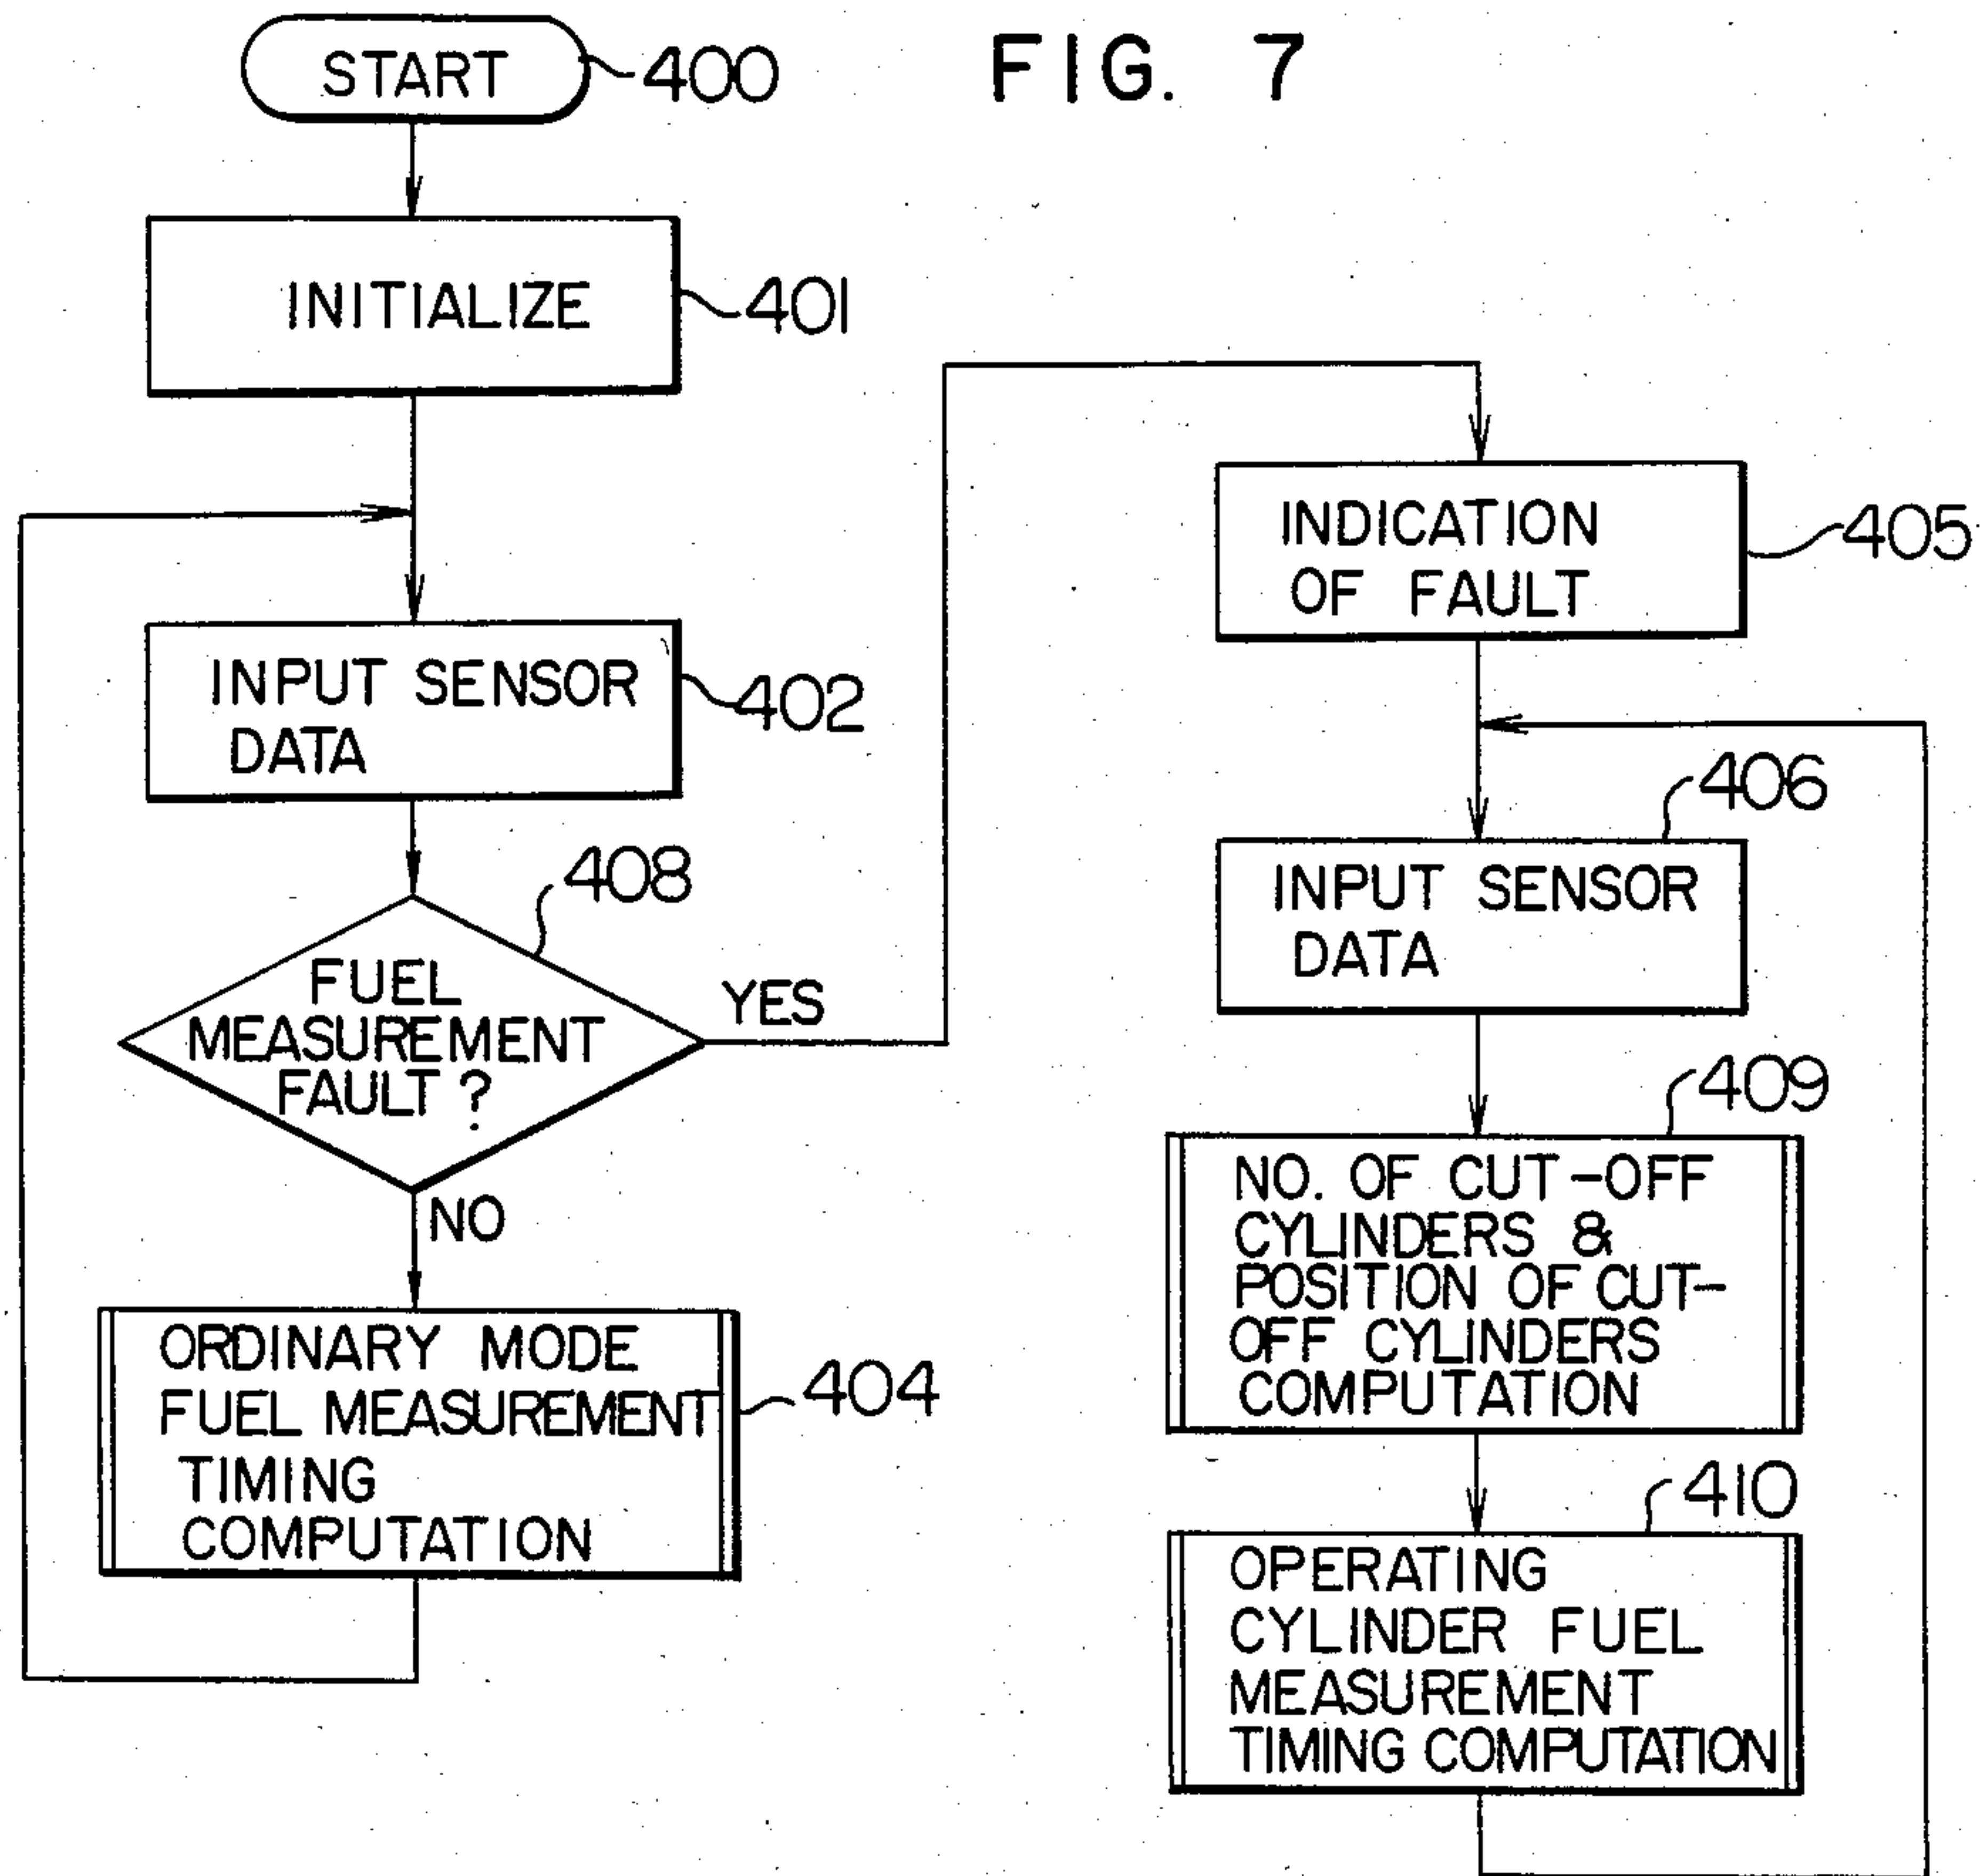 FIG. 7
START
400
INITIALIZE
401
INPUT SENSOR
DATA
402
408
FUEL
MEASUREMENT
FAULT ?
YES
NO
ORDINARY MODE
FUEL MEASUREMENT
TIMING
COMPUTATION
404
INDICATION
OF FAULT
405
406
INPUT SENSOR
DATA
409
NO. OF CUT-OFF
CYLINDERS &
POSITION OF CUT-
OFF CYLINDERS
COMPUTATION
410
OPERATING
CYLINDER FUEL
MEASUREMENT
TIMING COMPUTATION